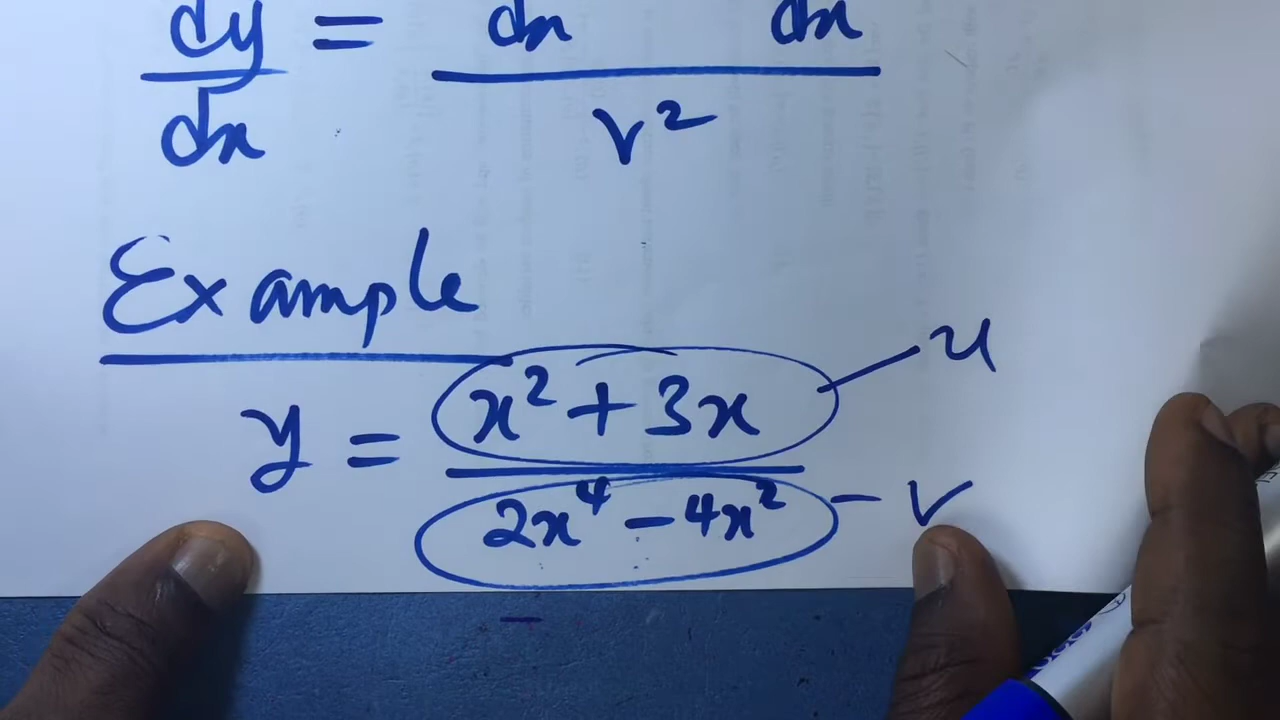 dy/dx = dx dx / v²
Example
y = x² + 3x / 2x⁴ - 4x²
u
v